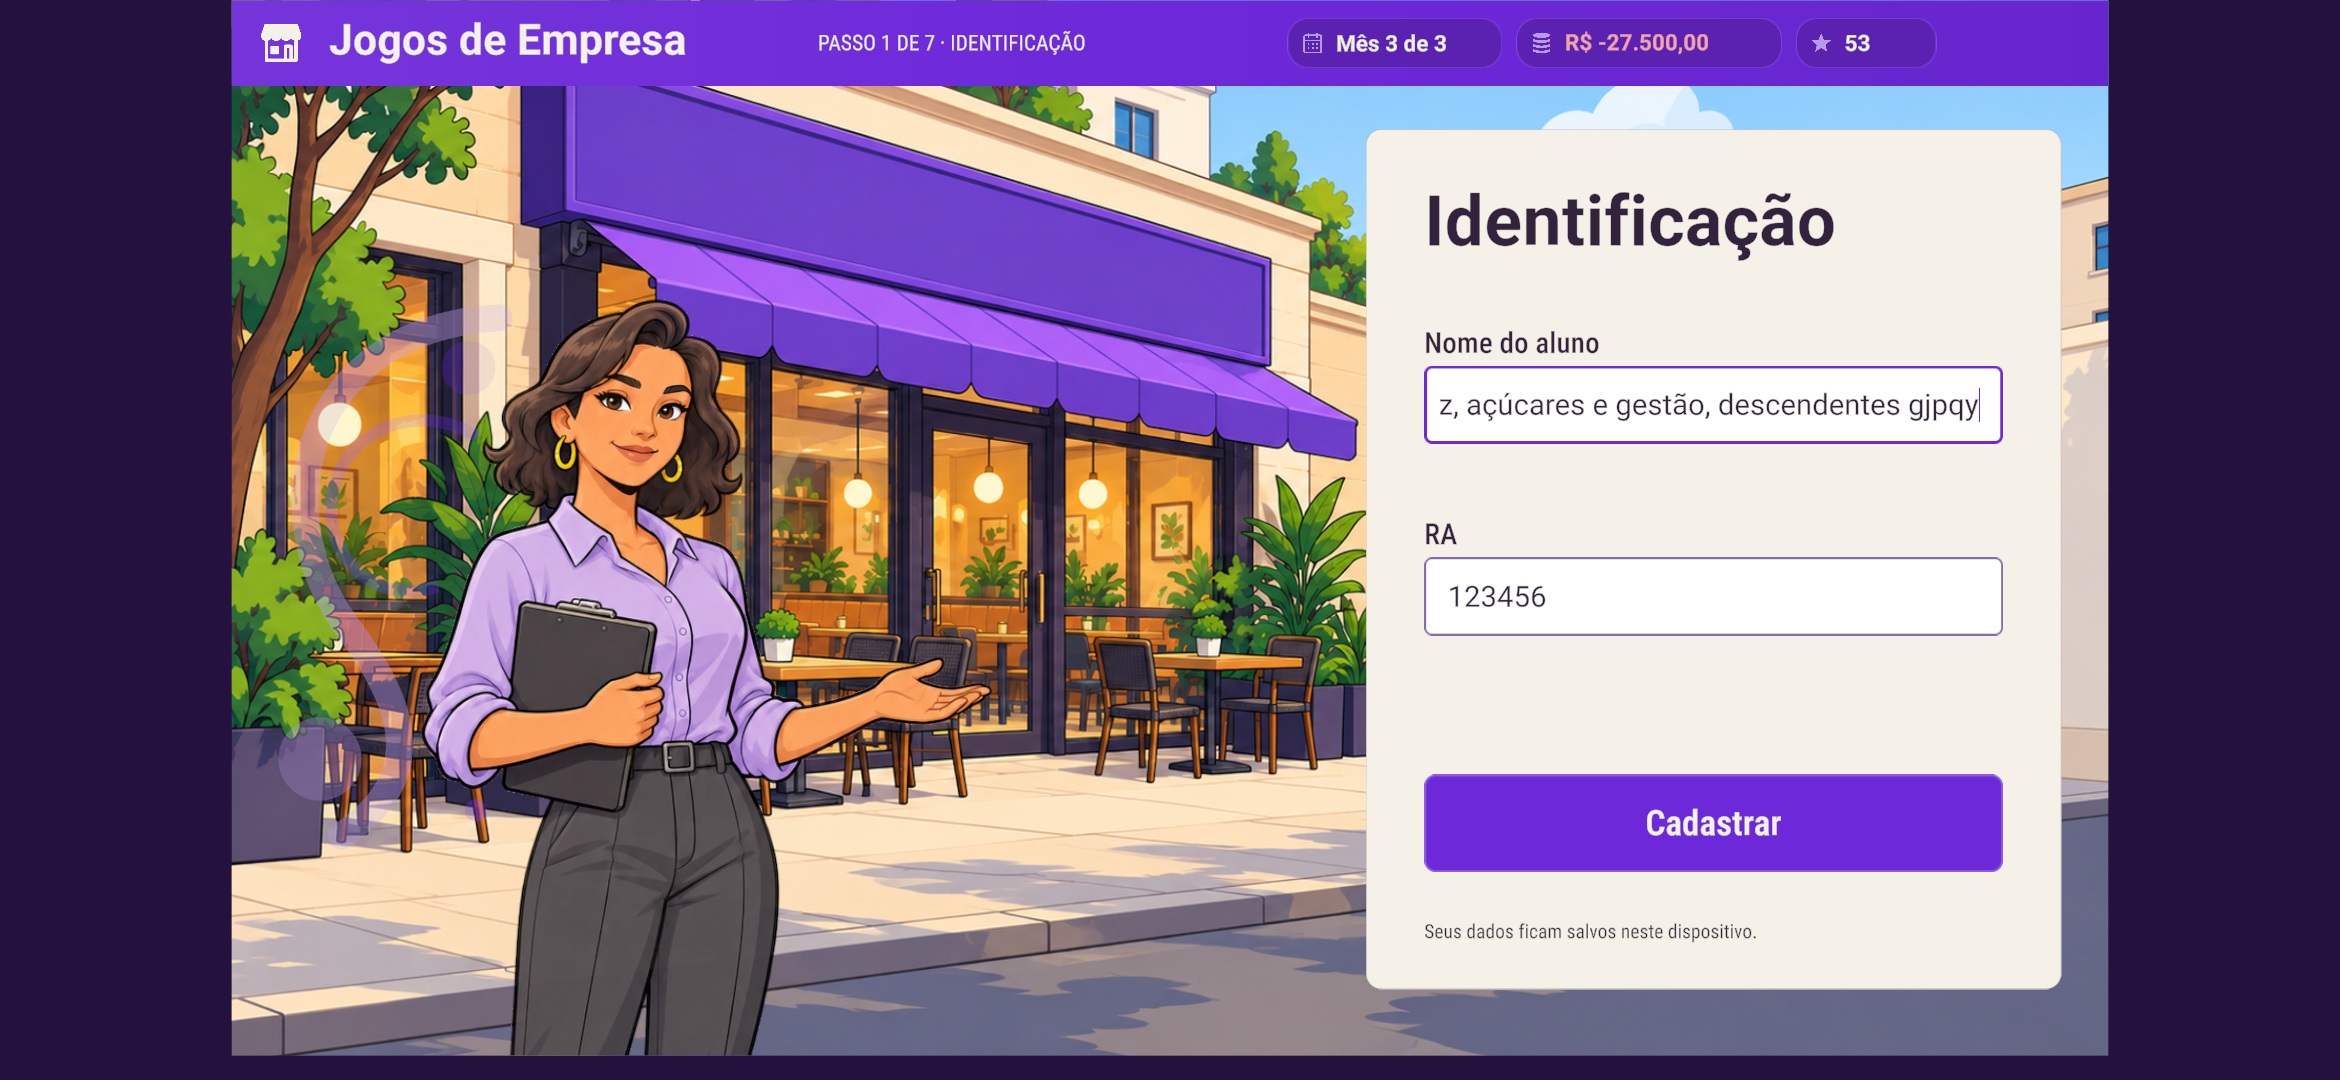 Jogos de Empresa
PASSO 1 DE 7 · IDENTIFICAÇÃO
Mês 3 de 3
R$ -27.500,00
53
Identificação
Nome do aluno
z, açúcares e gestão, descendentes gjpqy
RA
123456
Cadastrar
Seus dados ficam salvos neste dispositivo.